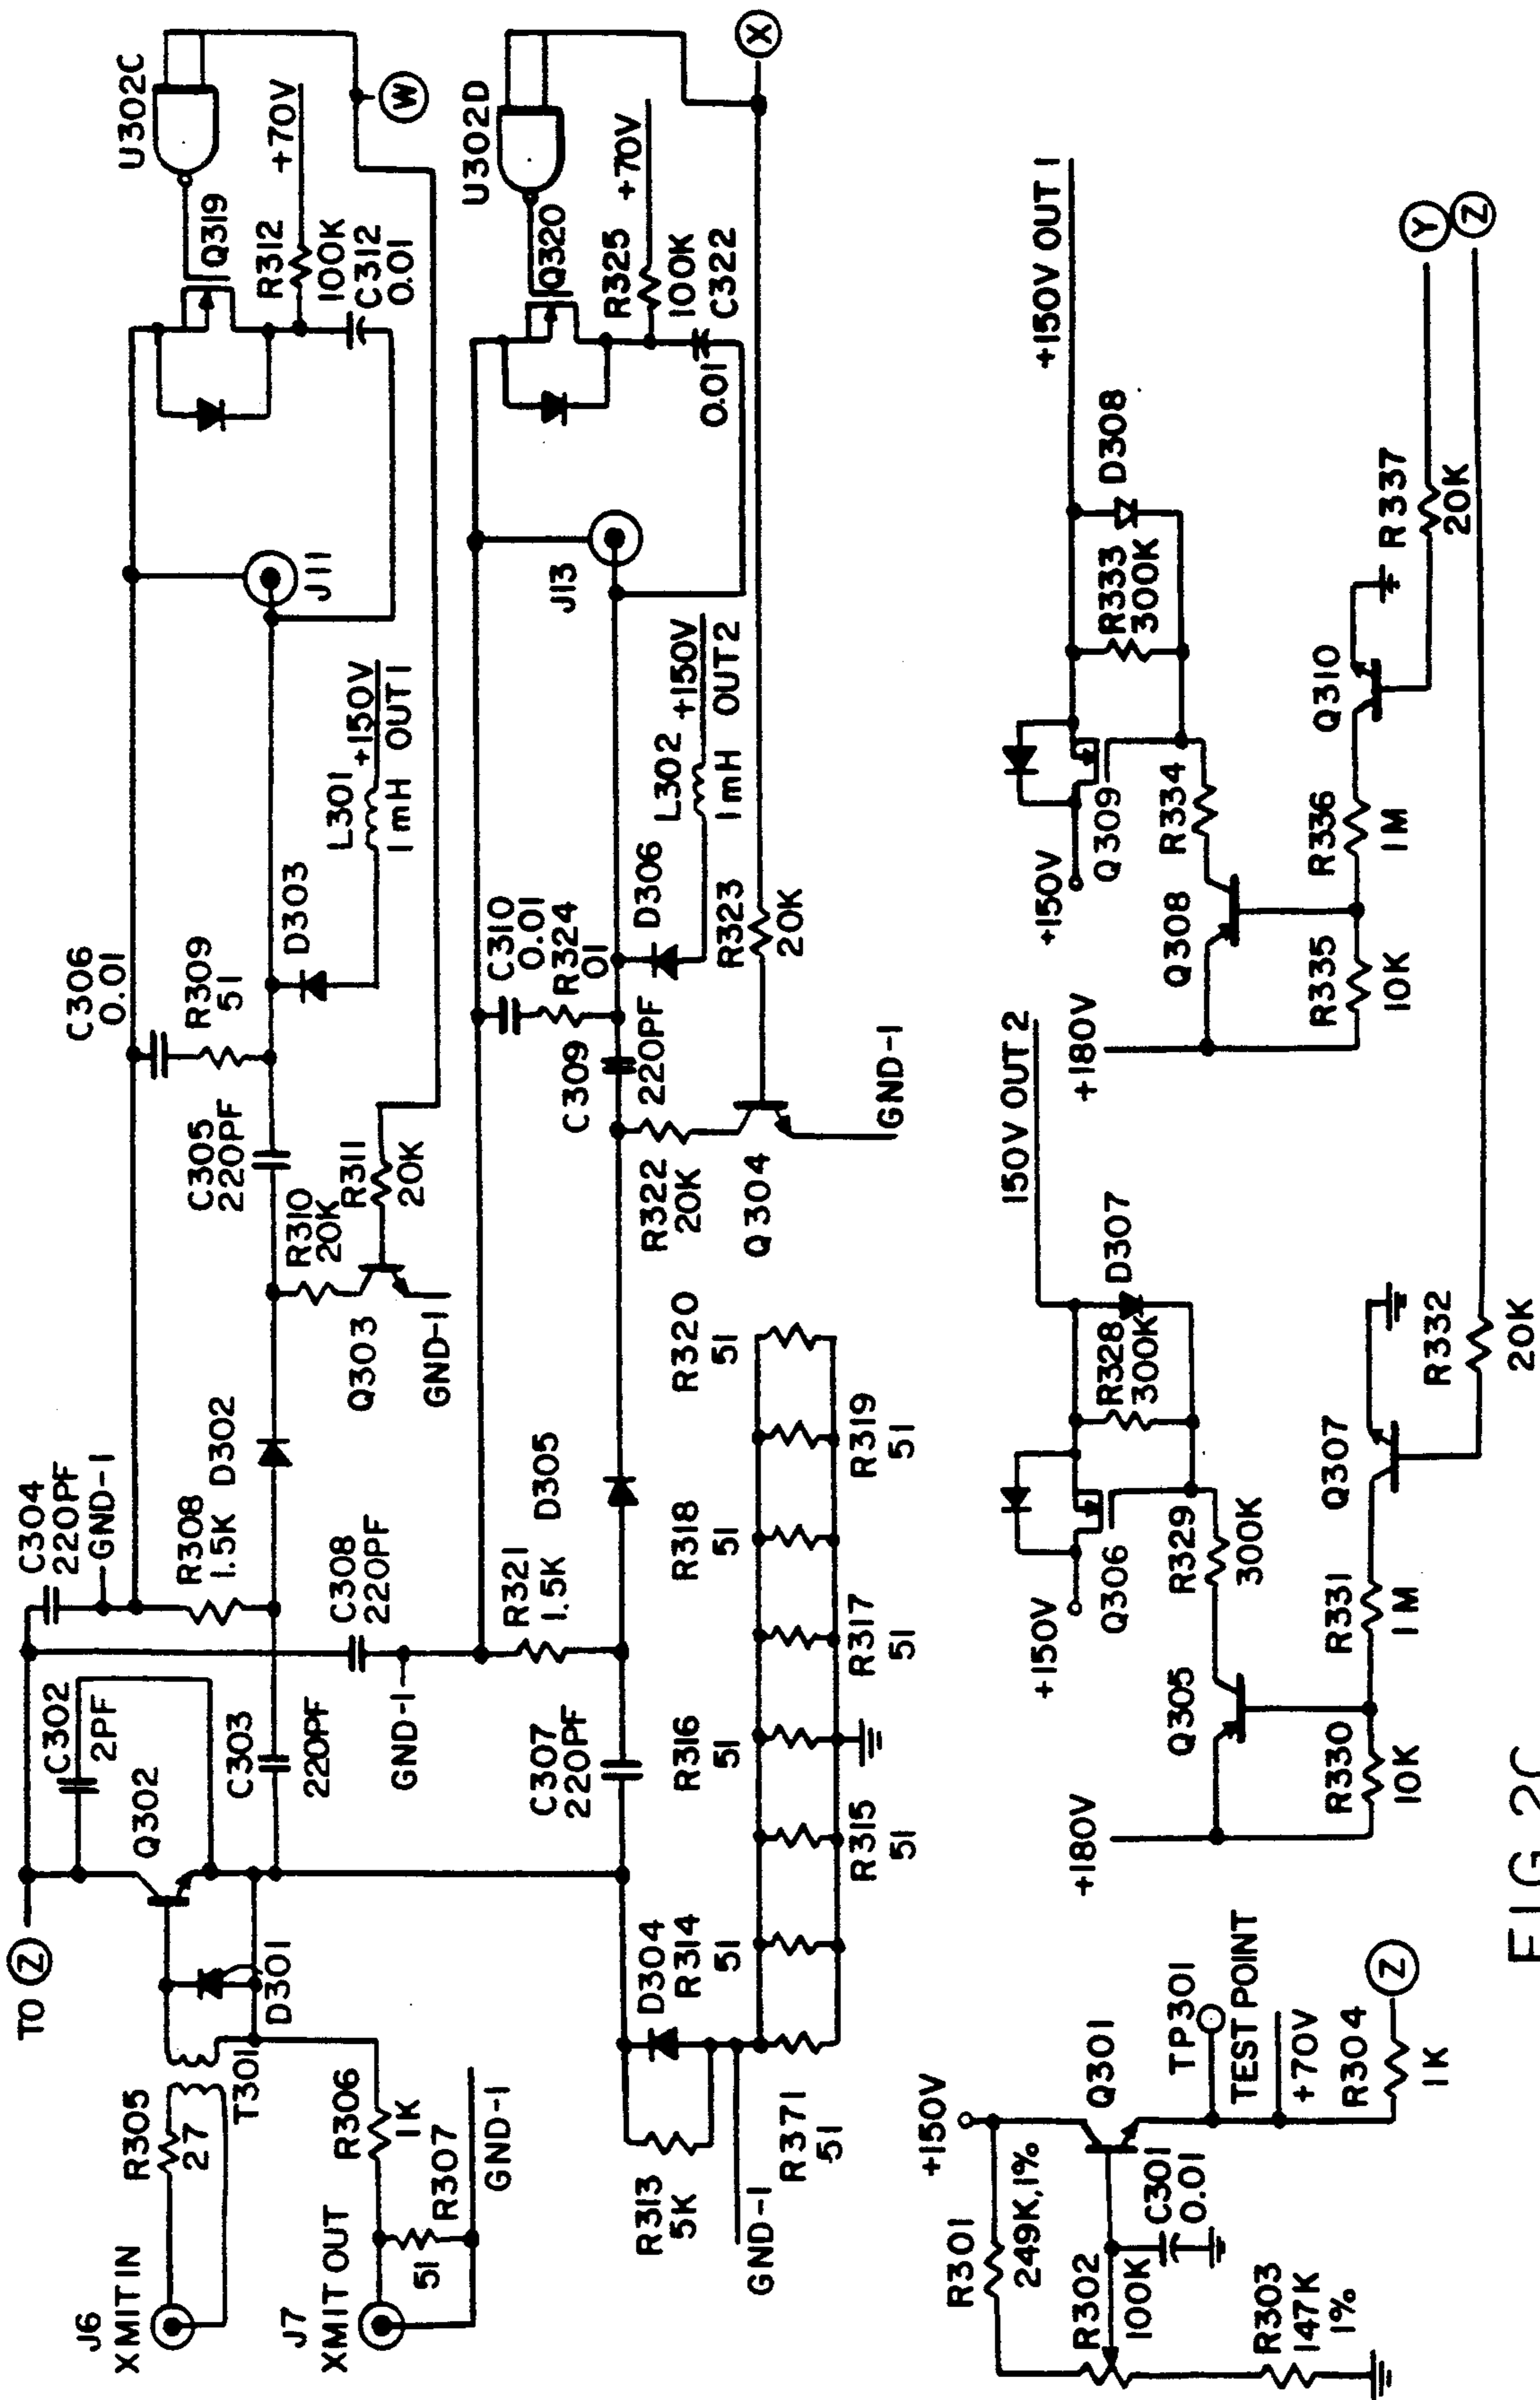 TO Z
J6
XMIT IN
R305
27
T301
D301
Q302
C302
2PF
C304
220PF
GND-1
C303
220PF
R308
1.5K
D302
C306
0.01
R309
51
C305
220PF
R310
20K
R311
20K
Q303
GND-1
D303
L301
+150V
1mH OUT 1
J11
Q319
U302C
R312
+70V
100K
C312
0.01
W
J7
XMIT OUT
R306
1K
R307
51
GND-1
C308
220PF
GND-1
C307
220PF
R321
1.5K
D305
C310
0.01
R324
01
C309
220PF
D306
R322
20K
Q304
GND-1
R323
20K
L302
+150V
1mH OUT 2
J13
Q320
U302D
R325
+70V
100K
C322
0.01
X
R313
5K
GND-1
D304
R314
51
R371
51
R315
51
R316
51
R317
51
R318
51
R319
51
R320
51
+150V
R301
249K,1%
R302
100K
C301
0.01
R303
147K
1%
Q301
TP301
TEST POINT
+70V
R304
1K
Z
+180V
Q305
R330
10K
R331
1M
+150V
Q306
R329
300K
R328
300K
D307
150V OUT 2
Q307
R332
20K
+180V
Q308
R335
10K
R336
1M
+150V
Q309
R334
R333
300K
D308
+150V OUT 1
Q310
R337
20K
Y
Z
FIG 2C